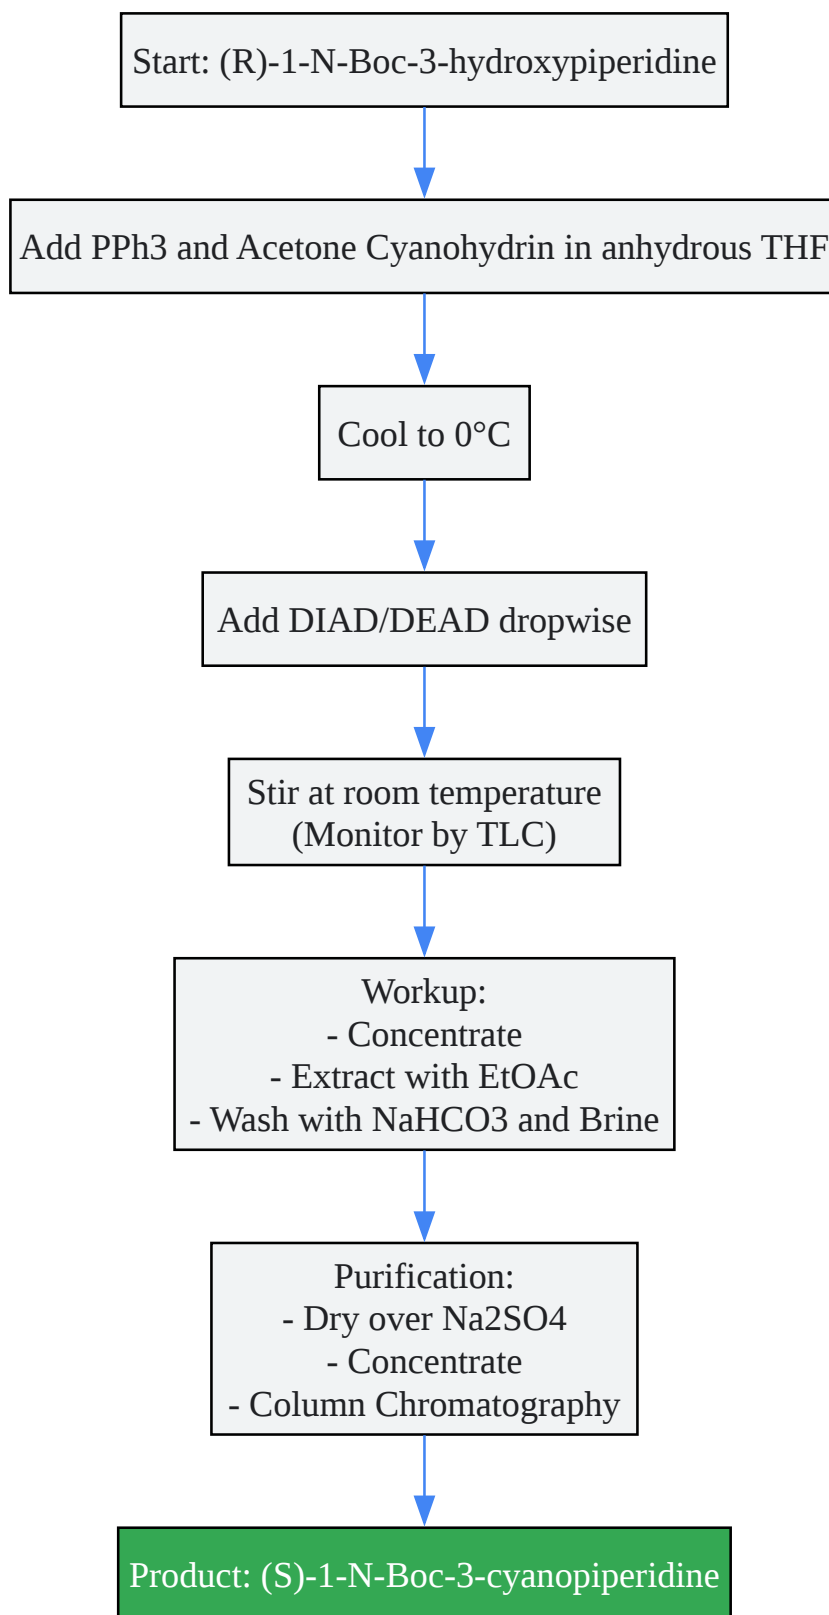 Start: (R)-1-N-Boc-3-hydroxypiperidine
Add PPh3 and Acetone Cyanohydrin in anhydrous THF
Cool to 0°C
Add DIAD/DEAD dropwise
Stir at room temperature
(Monitor by TLC)
Workup:
- Concentrate
- Extract with EtOAc
- Wash with NaHCO3 and Brine
Purification:
- Dry over Na2SO4
- Concentrate
- Column Chromatography
Product: (S)-1-N-Boc-3-cyanopiperidine